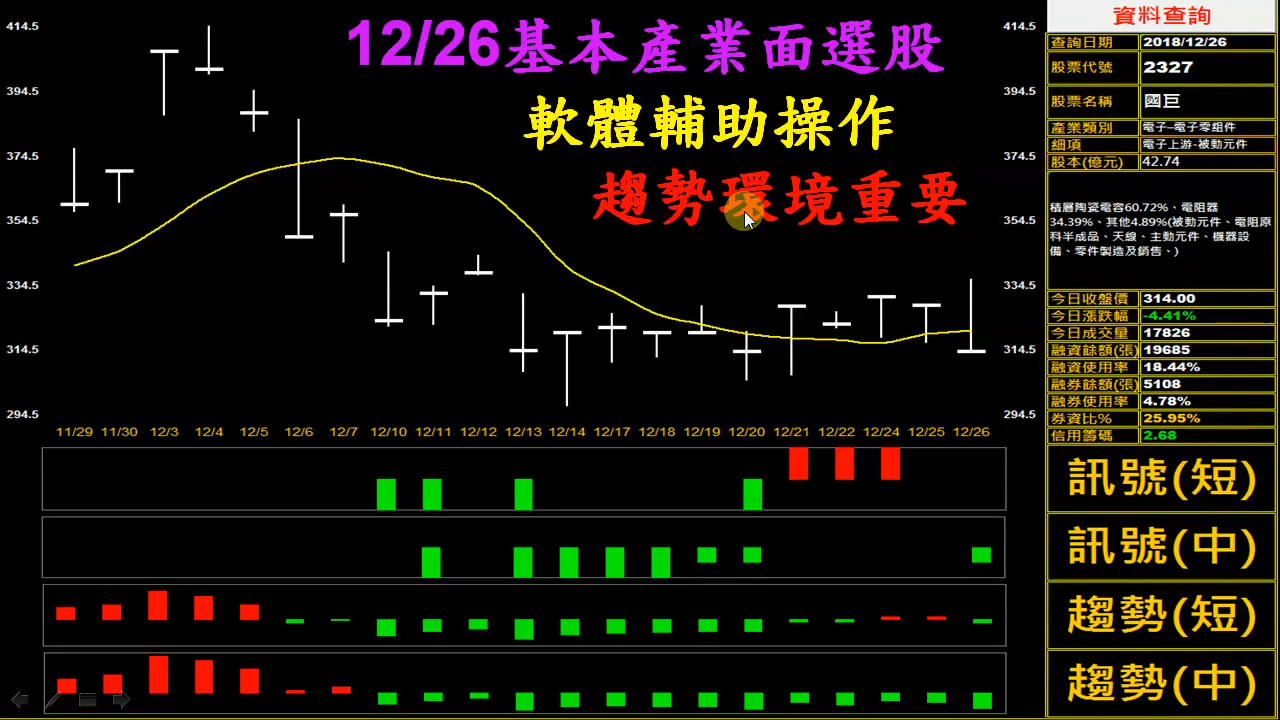 12/26基本產業面選股
軟體輔助操作
趨勢環境重要
414.5
394.5
374.5
354.5
334.5
314.5
294.5
414.5
394.5
374.5
354.5
334.5
314.5
294.5
11/29 11/30 12/3 12/4 12/5 12/6 12/7 12/10 12/11 12/12 12/13 12/14 12/17 12/18 12/19 12/20 12/21 12/22 12/24 12/25 12/26
資料查詢
查詢日期 2018/12/26
股票代號 2327
股票名稱 國巨
產業類別 電子–電子零組件
細項 電子上游-被動元件
股本(億元) 42.74
積層陶瓷電容60.72%、電阻器
34.39%、其他4.89%(被動元件、電阻原
科半成品、天線、主動元件、機器設
備、零件製造及銷售、)
今日收盤價 314.00
今日漲跌幅 -4.41%
今日成交量 17826
融資餘額(張) 19685
融資使用率 18.44%
融券餘額(張) 5108
融券使用率 4.78%
券資比% 25.95%
信用籌碼 2.68
訊號(短)
訊號(中)
趨勢(短)
趨勢(中)